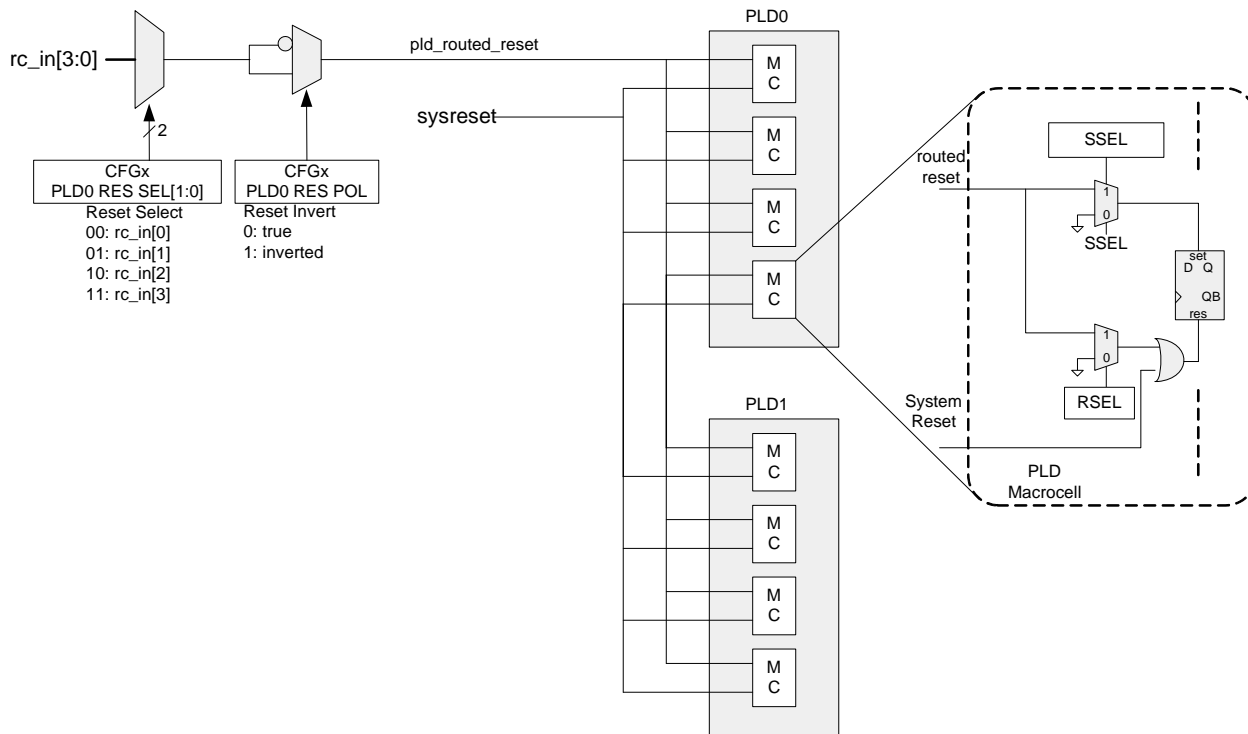 PLD0
rc_in[3:0]
pld_routed_reset
sysreset
2
CFGx
PLD0 RES SEL[1:0]
Reset Select
00: rc_in[0]
01: rc_in[1]
10: rc_in[2]
11: rc_in[3]
CFGx
PLD0 RES POL
Reset Invert
0: true
1: inverted
M
C
M
C
M
C
M
C
PLD1
M
C
M
C
M
C
M
C
SSEL
routed
reset
1
0
SSEL
set
D Q
QB
res
1
0
RSEL
System
Reset
PLD
Macrocell